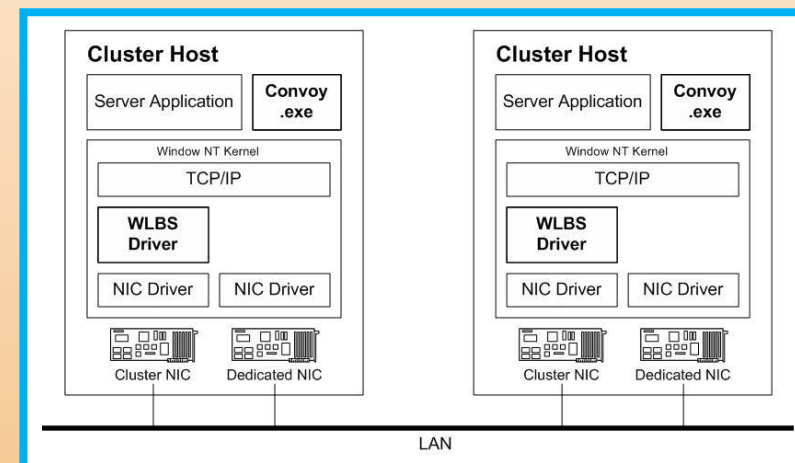 Cluster Host
Server Application
Convoy
.exe
Window NT Kernel
TCP/IP
WLBS
Driver
NIC Driver
NIC Driver
Cluster NIC
Dedicated NIC
Cluster Host
Server Application
Convoy
.exe
Window NT Kernel
TCP/IP
WLBS
Driver
NIC Driver
NIC Driver
Cluster NIC
Dedicated NIC
LAN